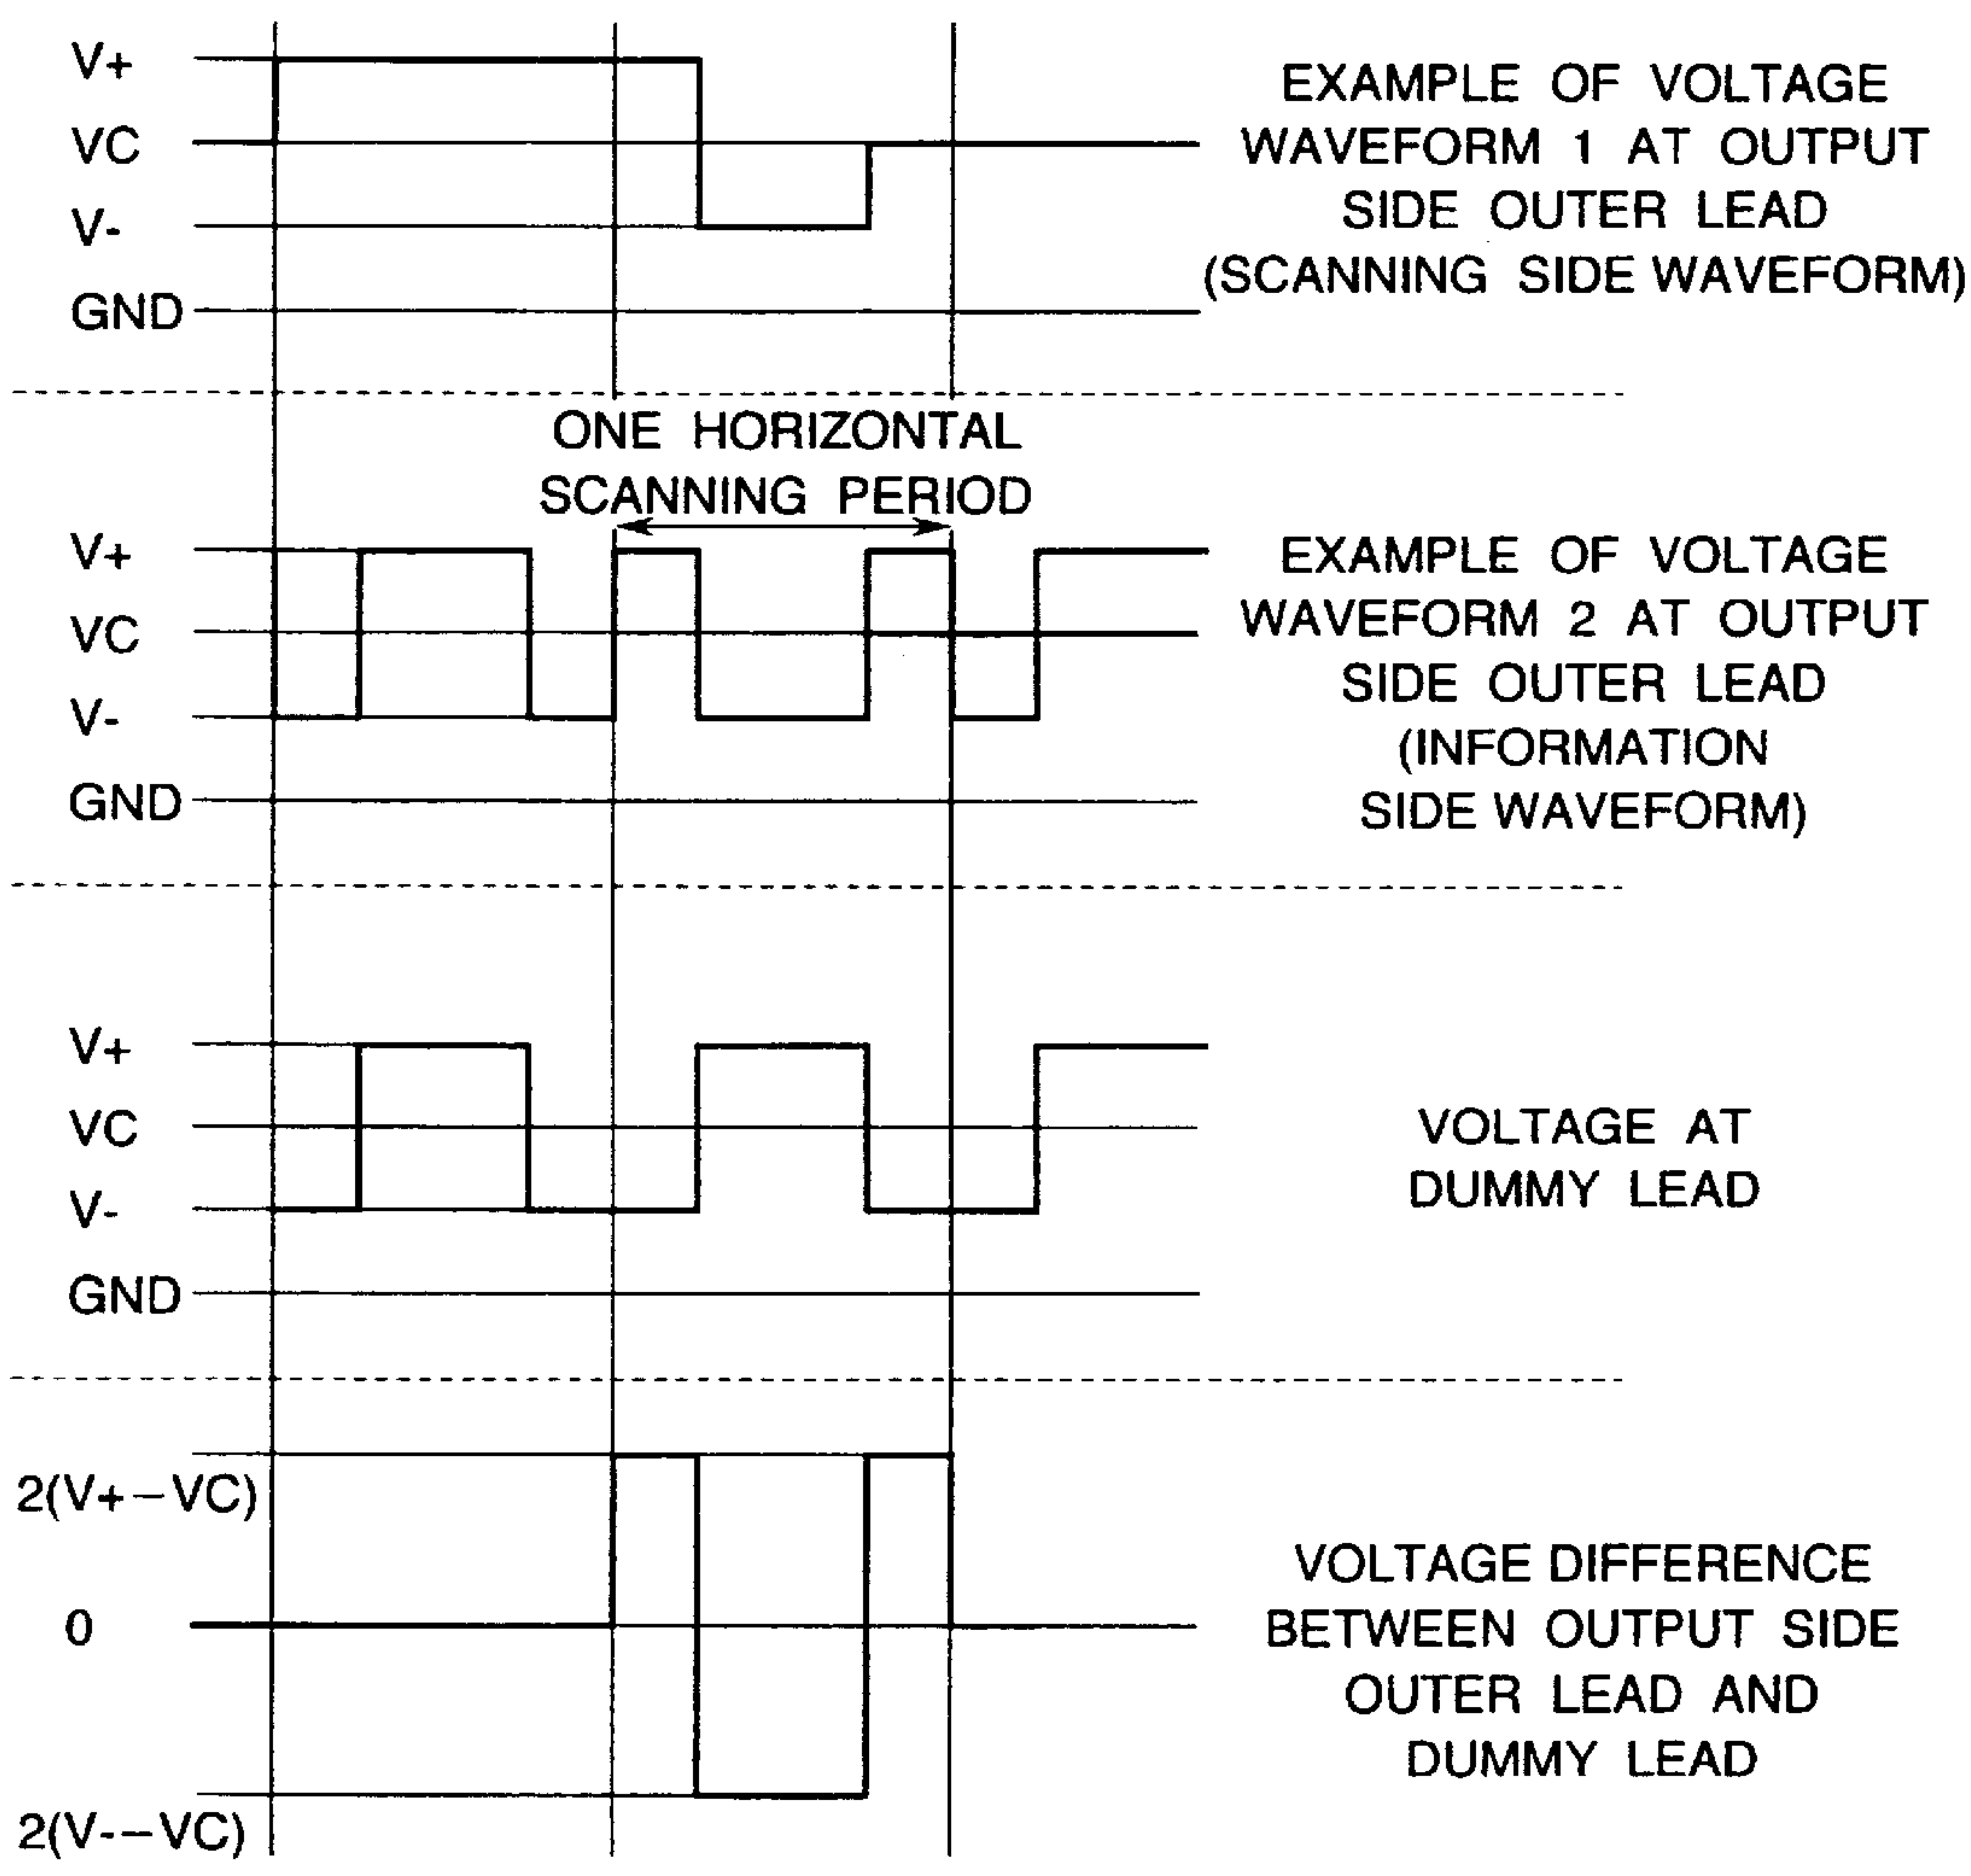 V+
VC
V-
GND
EXAMPLE OF VOLTAGE
WAVEFORM 1 AT OUTPUT
SIDE OUTER LEAD
(SCANNING SIDE WAVEFORM)
ONE HORIZONTAL
SCANNING PERIOD
V+
VC
V-
GND
EXAMPLE OF VOLTAGE
WAVEFORM 2 AT OUTPUT
SIDE OUTER LEAD
(INFORMATION
SIDE WAVEFORM)
V+
VC
V-
GND
VOLTAGE AT
DUMMY LEAD
2(V+−VC)
0
2(V-−VC)
VOLTAGE DIFFERENCE
BETWEEN OUTPUT SIDE
OUTER LEAD AND
DUMMY LEAD